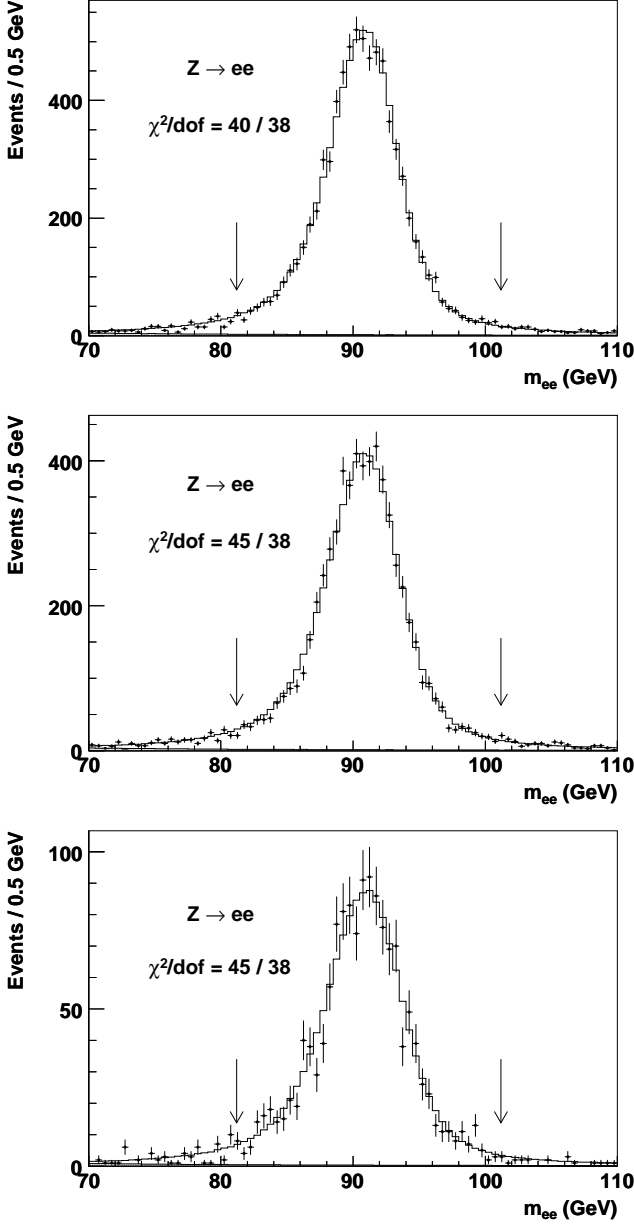 Events / 0.5 GeV
Z → ee
χ²/dof = 40 / 38
400
200
0
70 80 90 100 110
m_ee (GeV)
Events / 0.5 GeV
Z → ee
χ²/dof = 45 / 38
400
200
0
70 80 90 100 110
m_ee (GeV)
Events / 0.5 GeV
Z → ee
χ²/dof = 45 / 38
100
50
0
70 80 90 100 110
m_ee (GeV)